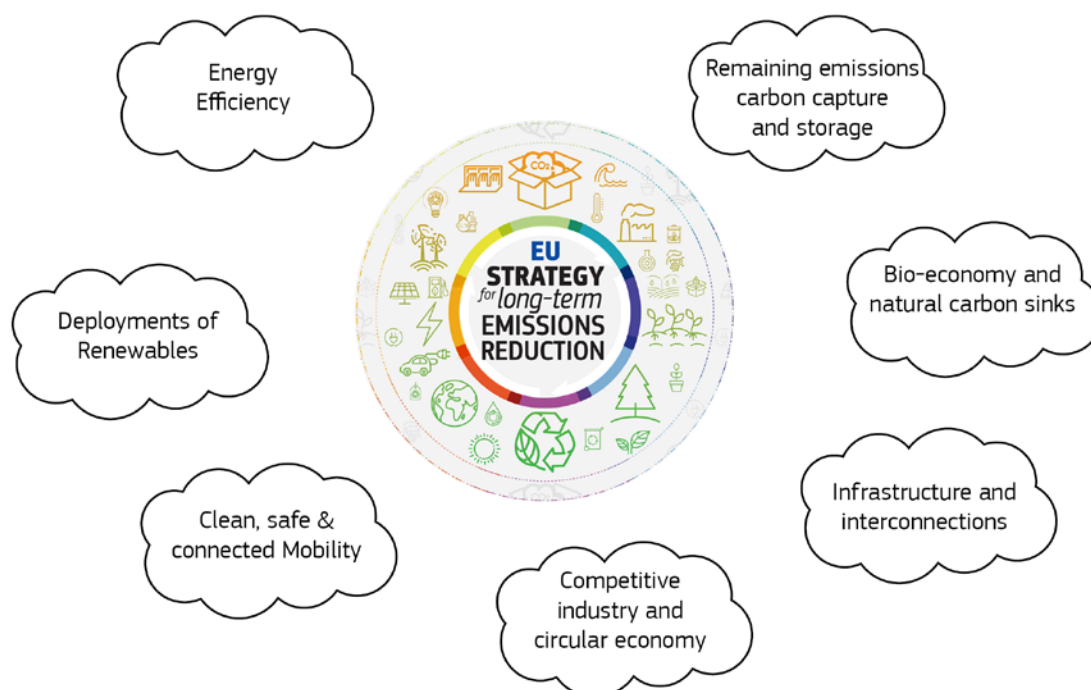 Energy
Efficiency
Remaining emissions
carbon capture
and storage
CO₂
EU
STRATEGY
for long-term
EMISSIONS
REDUCTION
Deployments of
Renewables
Bio-economy and
natural carbon sinks
Clean, safe &
connected Mobility
Infrastructure and
interconnections
Competitive
industry and
circular economy